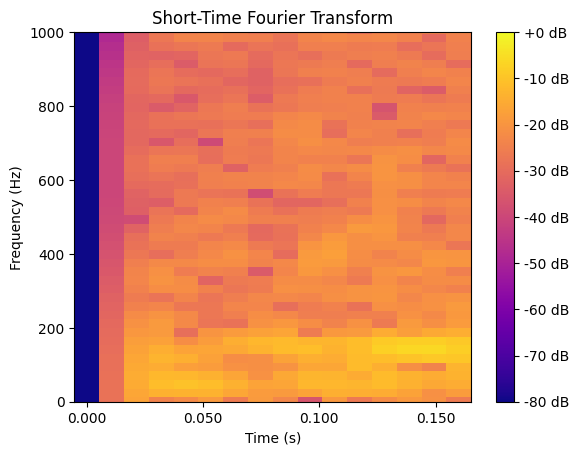 Short-Time Fourier Transform
1000
800
600
400
200
0
Frequency (Hz)
0.000
0.050
0.100
0.150
Time (s)
+0 dB
-10 dB
-20 dB
-30 dB
-40 dB
-50 dB
-60 dB
-70 dB
-80 dB